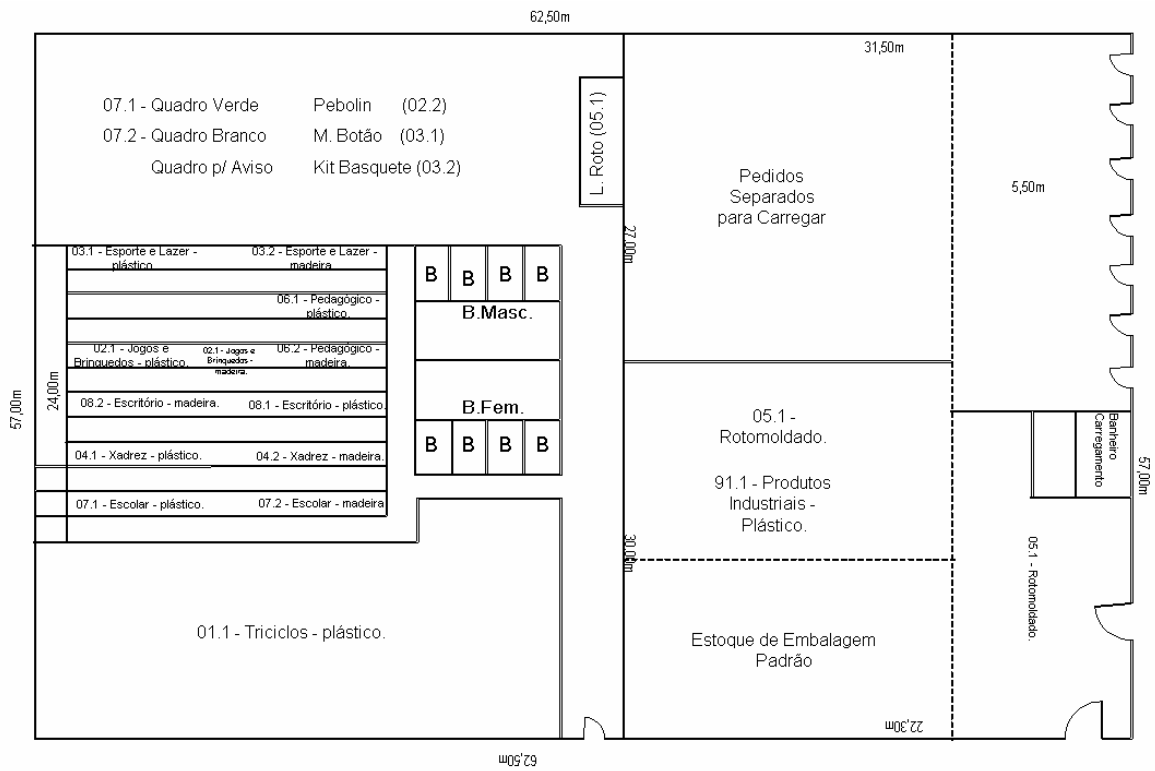 62,50m
31,50m
07.1 - Quadro Verde Pebolin (02.2)
07.2 - Quadro Branco M. Botão (03.1)
Quadro p/ Aviso Kit Basquete (03.2)
L. Roto (05.1)
Pedidos
Separados
para Carregar
5,50m
27,00m
03.1 - Esporte e Lazer -
plástico.
03.2 - Esporte e Lazer -
madeira.
06.1 - Pedagógico -
plástico.
02.1 - Jogos e
Brinquedos - plástico.
02.1 - Jogos e
Brinquedos -
madeira.
06.2 - Pedagógico -
madeira.
08.2 - Escritório - madeira.
08.1 - Escritório - plástico.
04.1 - Xadrez - plástico.
04.2 - Xadrez - madeira.
07.1 - Escolar - plástico.
07.2 - Escolar - madeira
B B B B
B.Masc.
B.Fem.
B B B B
57,00m
24,00m
05.1 -
Rotomoldado.
91.1 - Produtos
Industriais -
Plástico.
Banheiro
Carregamento
57,00m
30,00m
05.1 - Rotomoldado.
01.1 - Triciclos - plástico.
Estoque de Embalagem
Padrão
22,30m
62,50m